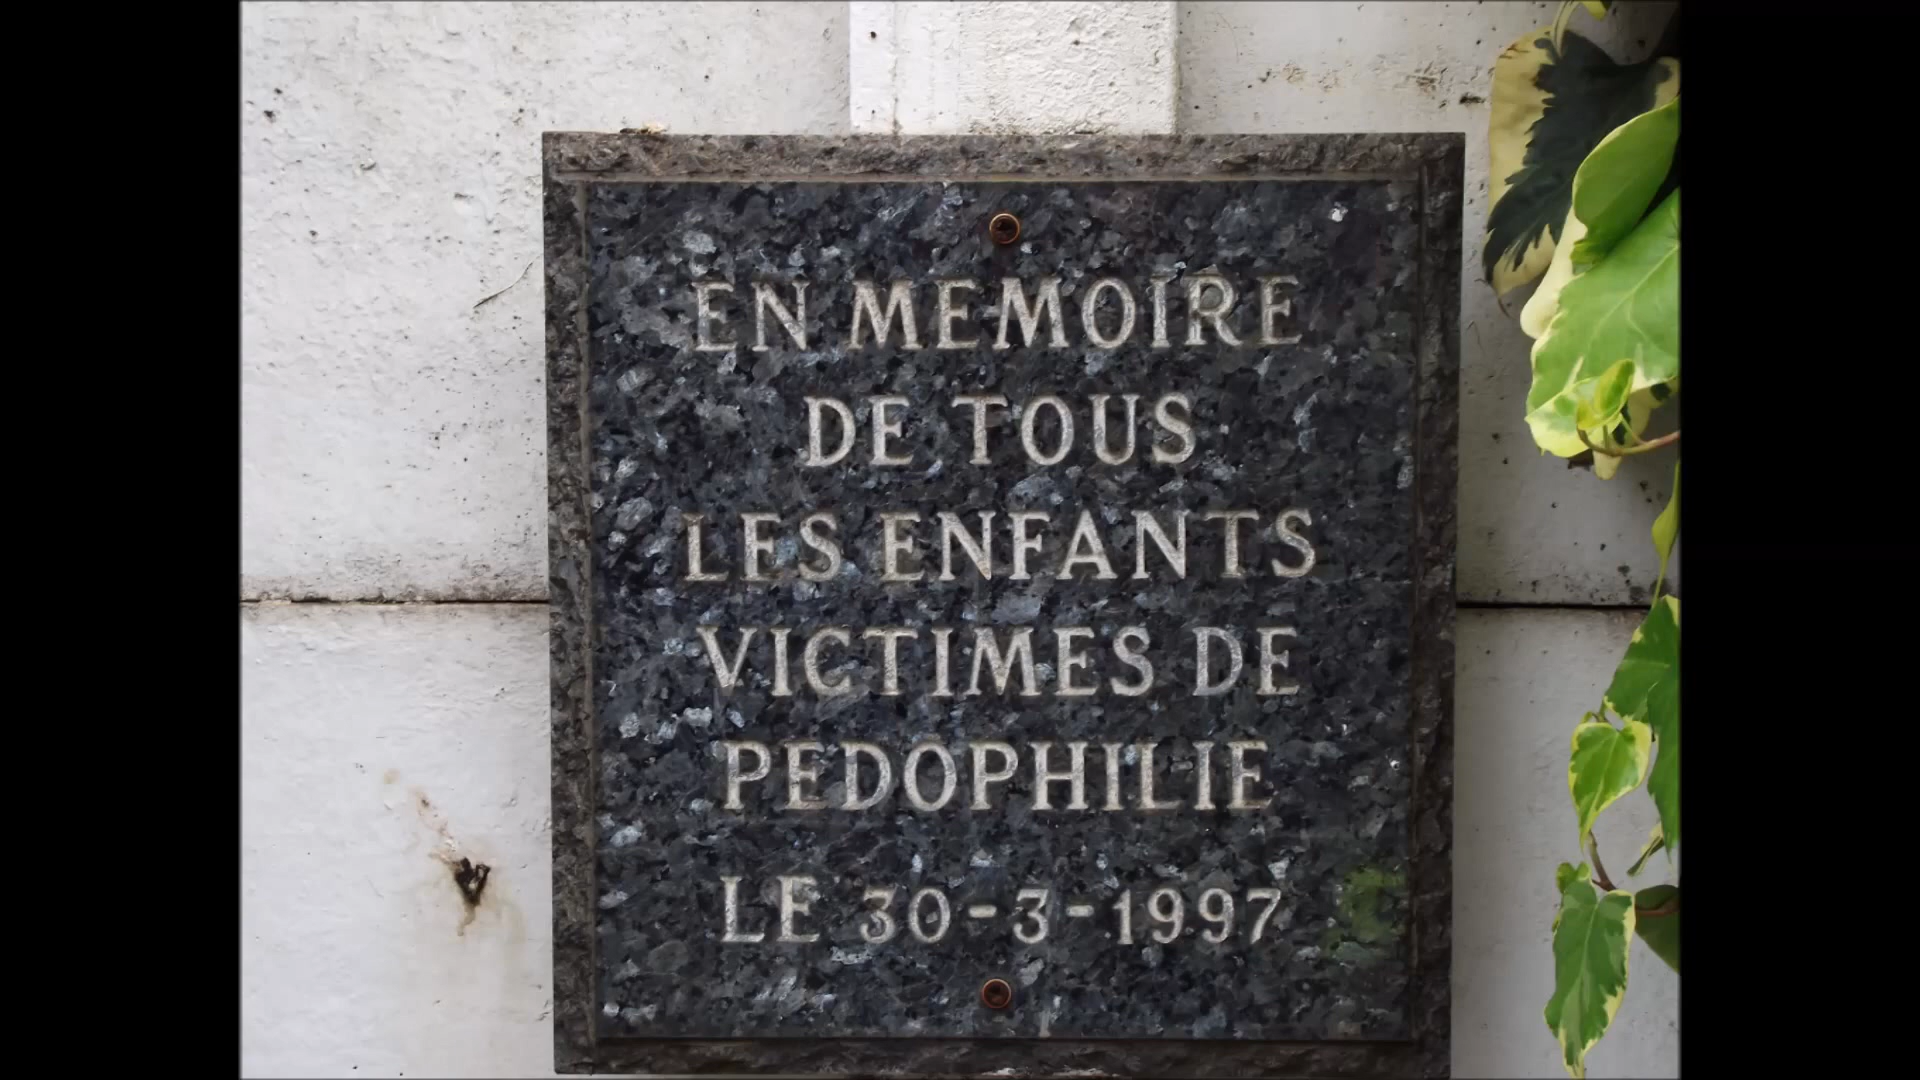 EN MEMOIRE
DE TOUS
LES ENFANTS
VICTIMES DE
PEDOPHILIE
LE 30-3-1997